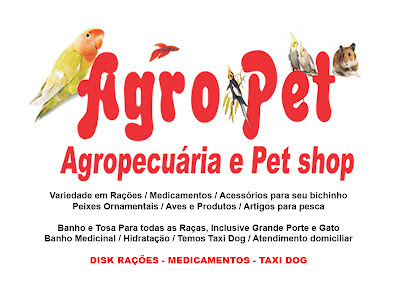 Agro Pet
Agropecuária e Pet shop
Variedade em Rações / Medicamentos / Acessórios para seu bichinho
Peixes Ornamentais / Aves e Produtos / Artigos para pesca
Banho e Tosa Para todas as Raças, Inclusive Grande Porte e Gato
Banho Medicinal / Hidratação / Temos Taxi Dog / Atendimento domiciliar
DISK RAÇÕES - MEDICAMENTOS - TAXI DOG